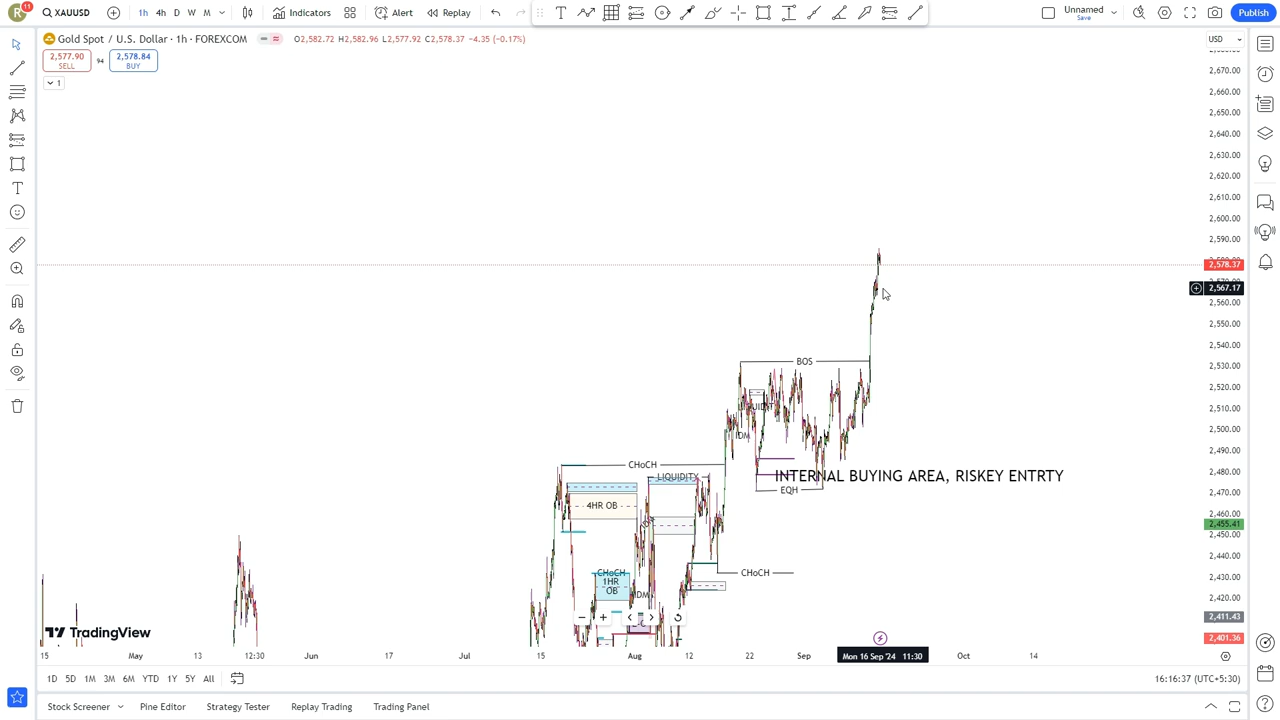 R 11 XAUUSD 1h 4h D W M Indicators Alert Replay Unnamed Save Publish
Gold Spot / U.S. Dollar · 1h · FOREXCOM O2,582.72 H2,582.96 L2,577.92 C2,578.37 -4.35 (-0.17%) USD
2,577.90 SELL 94 2,578.84 BUY
1
2,670.00
2,660.00
2,650.00
2,640.00
2,630.00
2,620.00
2,610.00
2,600.00
2,590.00
2,578.37
2,567.17
2,560.00
2,550.00
2,540.00
2,530.00
2,520.00
2,510.00
2,500.00
2,490.00
2,480.00
2,470.00
2,460.00
2,455.41
2,450.00
2,440.00
2,430.00
2,420.00
2,411.43
2,401.36
BOS
LIQUIDITY
IDM
CHoCH
LIQUIDITY
INTERNAL BUYING AREA, RISKEY ENTRTY
EQH
4HR OB
CHoCH
CHoCH
1HR
OB
IDM
TradingView
15 May 13 12:30 Jun 17 Jul 15 Aug 12 22 Sep Mon 16 Sep '24 11:30 Oct 14
1D 5D 1M 3M 6M YTD 1Y 5Y All 16:16:37 (UTC+5:30)
Stock Screener Pine Editor Strategy Tester Replay Trading Trading Panel